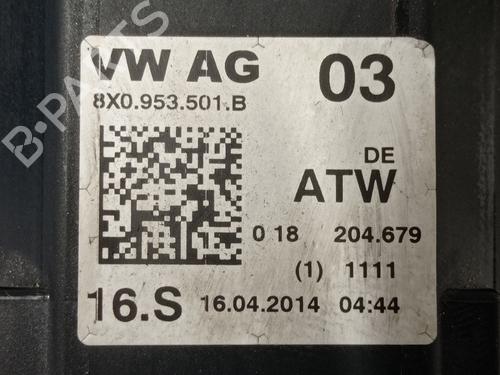 VW AG 03
8X0.953.501.B
DE
ATW
0 18 204.679
(1) 1111
16.S 16.04.2014 04:44